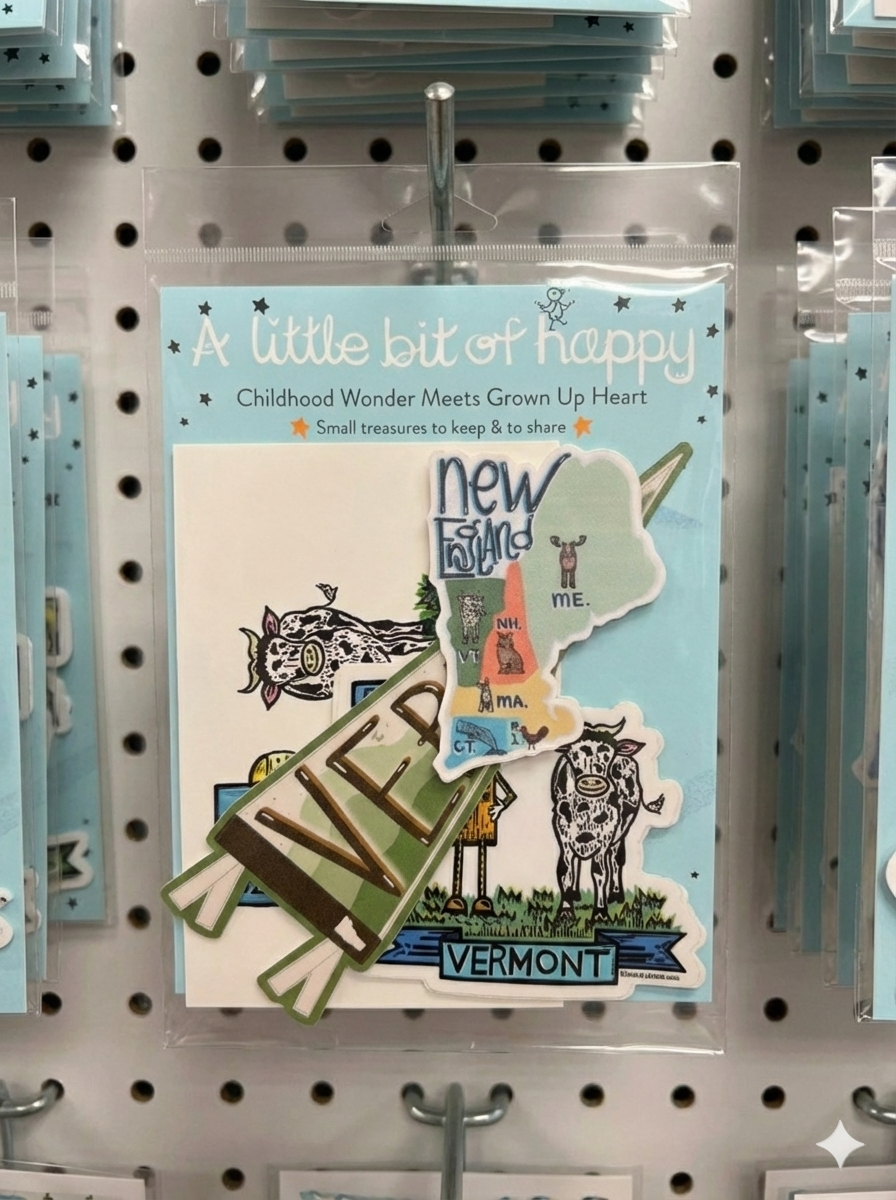 A little bit of happy
Childhood Wonder Meets Grown Up Heart
Small treasures to keep & to share
new
England
ME.
NH.
VT
MA.
CT.
RI
VER
VERMONT